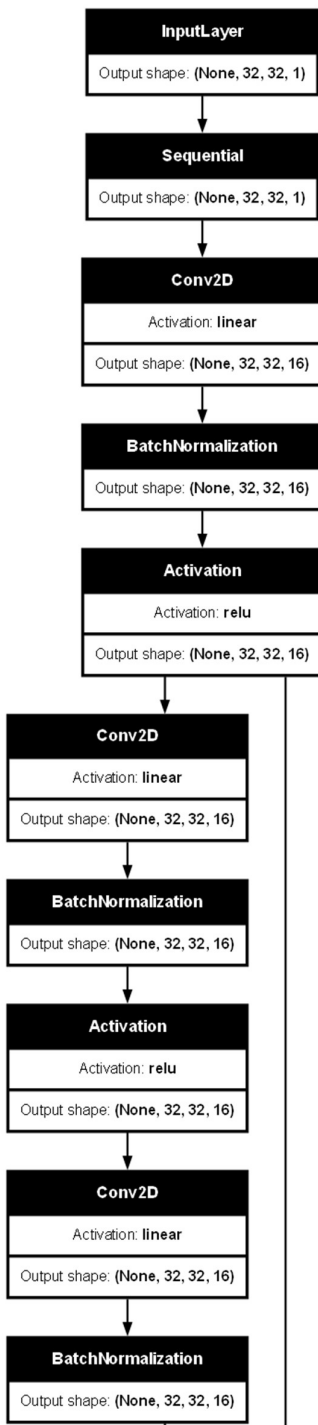 InputLayer
Output shape: (None, 32, 32, 1)
Sequential
Output shape: (None, 32, 32, 1)
Conv2D
Activation: linear
Output shape: (None, 32, 32, 16)
BatchNormalization
Output shape: (None, 32, 32, 16)
Activation
Activation: relu
Output shape: (None, 32, 32, 16)
Conv2D
Activation: linear
Output shape: (None, 32, 32, 16)
BatchNormalization
Output shape: (None, 32, 32, 16)
Activation
Activation: relu
Output shape: (None, 32, 32, 16)
Conv2D
Activation: linear
Output shape: (None, 32, 32, 16)
BatchNormalization
Output shape: (None, 32, 32, 16)